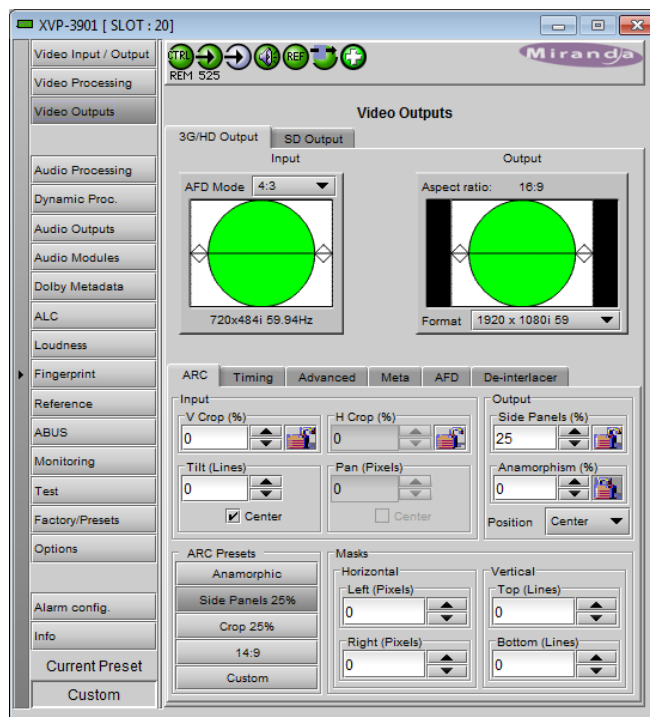 XVP-3901 [ SLOT : 20]
Video Input / Output
Video Processing
Video Outputs
Audio Processing
Dynamic Proc.
Audio Outputs
Audio Modules
Dolby Metadata
ALC
Loudness
Fingerprint
Reference
ABUS
Monitoring
Test
Factory/Presets
Options
Alarm config.
Info
Current Preset
Custom
CTRL
REF
REM 525
Miranda
Video Outputs
3G/HD Output
SD Output
Input
AFD Mode
4:3
720x484i 59.94Hz
Output
Aspect ratio: 16:9
Format
1920 x 1080i 59
ARC
Timing
Advanced
Meta
AFD
De-interlacer
Input
V Crop (%)
0
H Crop (%)
0
Tilt (Lines)
0
Center
Pan (Pixels)
0
Center
Output
Side Panels (%)
25
Anamorphism (%)
0
Position
Center
ARC Presets
Anamorphic
Side Panels 25%
Crop 25%
14:9
Custom
Masks
Horizontal
Left (Pixels)
0
Right (Pixels)
0
Vertical
Top (Lines)
0
Bottom (Lines)
0